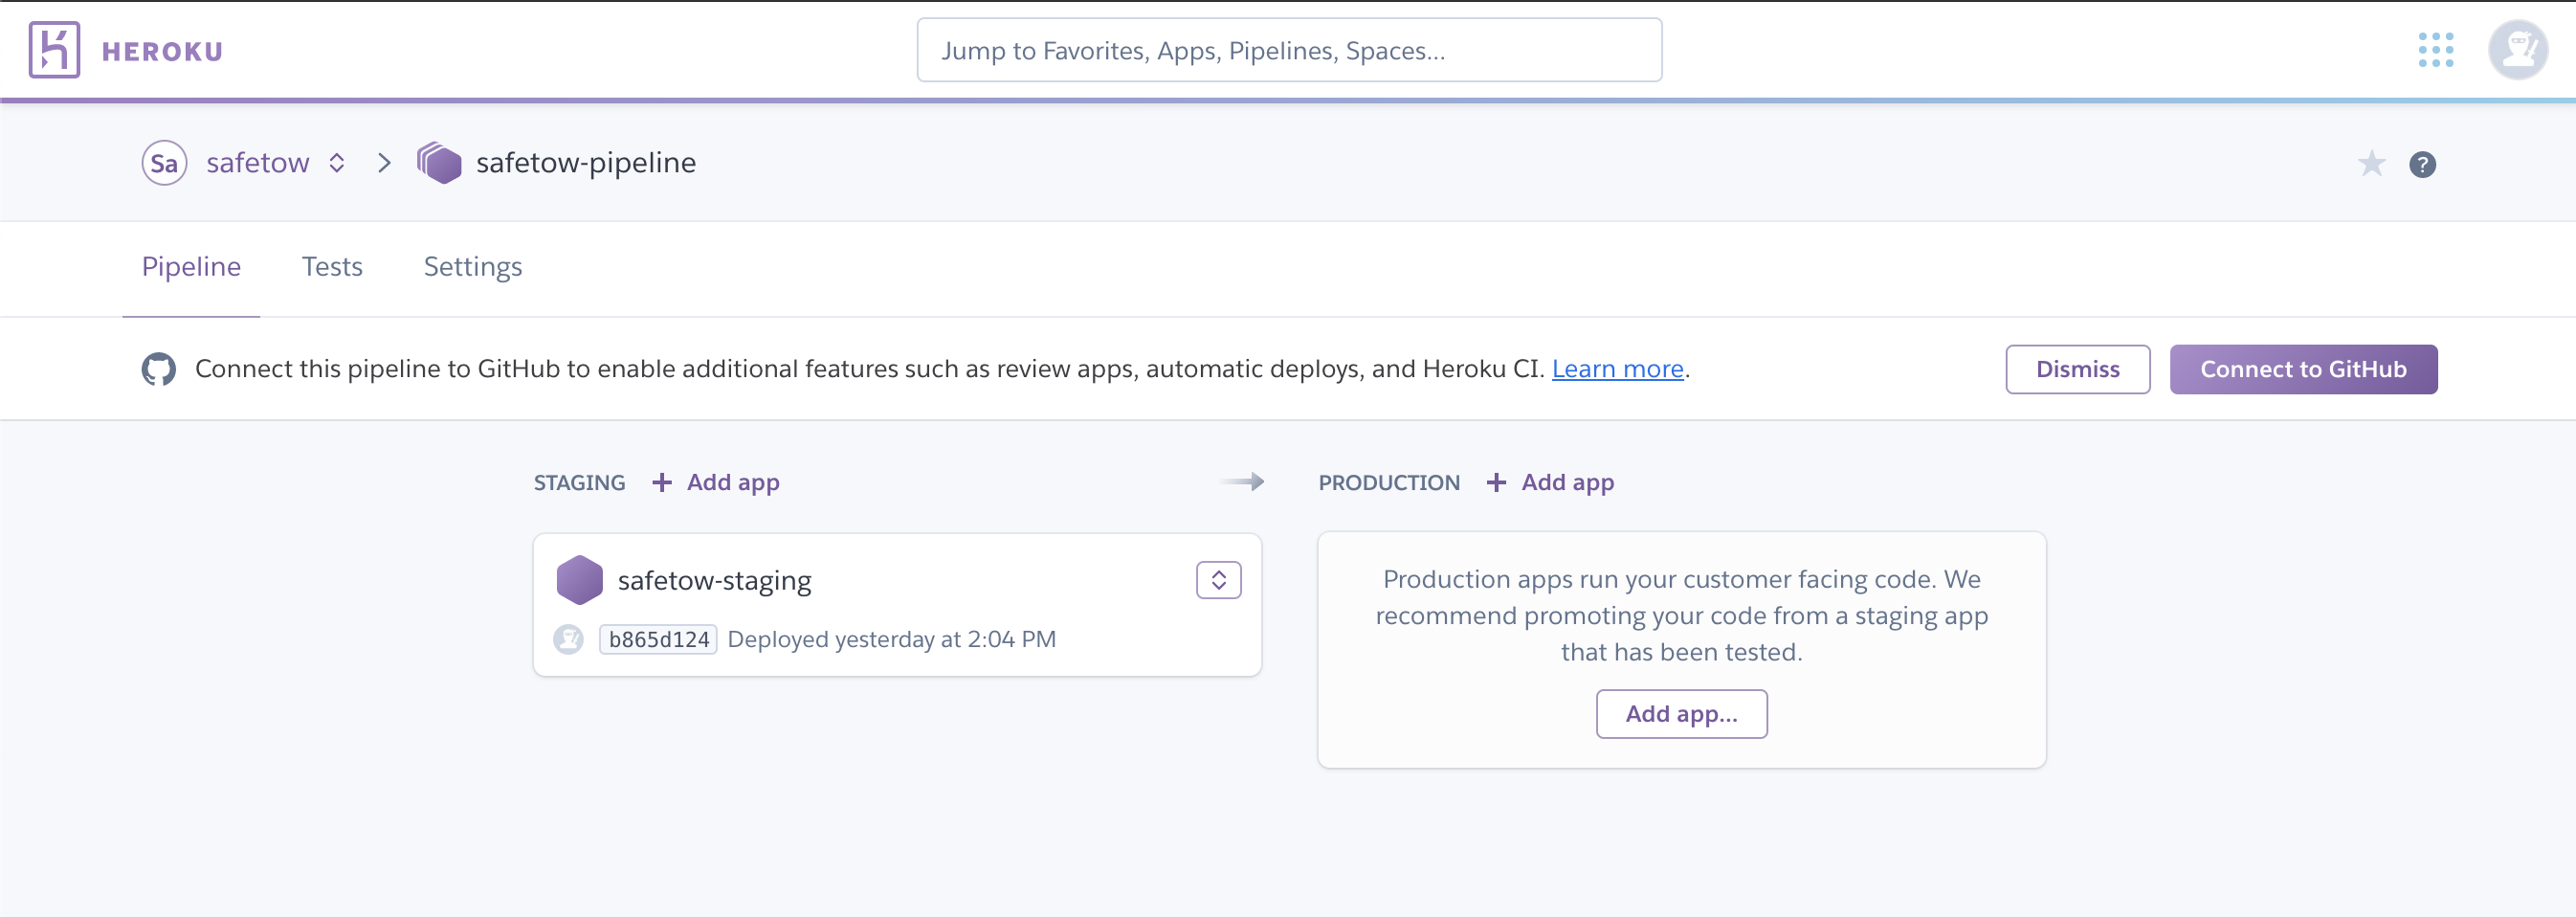 HEROKU
Jump to Favorites, Apps, Pipelines, Spaces...
Sa safetow > safetow-pipeline ?
Pipeline Tests Settings
Connect this pipeline to GitHub to enable additional features such as review apps, automatic deploys, and Heroku CI. Learn more. Dismiss Connect to GitHub
STAGING + Add app
safetow-staging
b865d124 Deployed yesterday at 2:04 PM
PRODUCTION + Add app
Production apps run your customer facing code. We
recommend promoting your code from a staging app
that has been tested.
Add app...